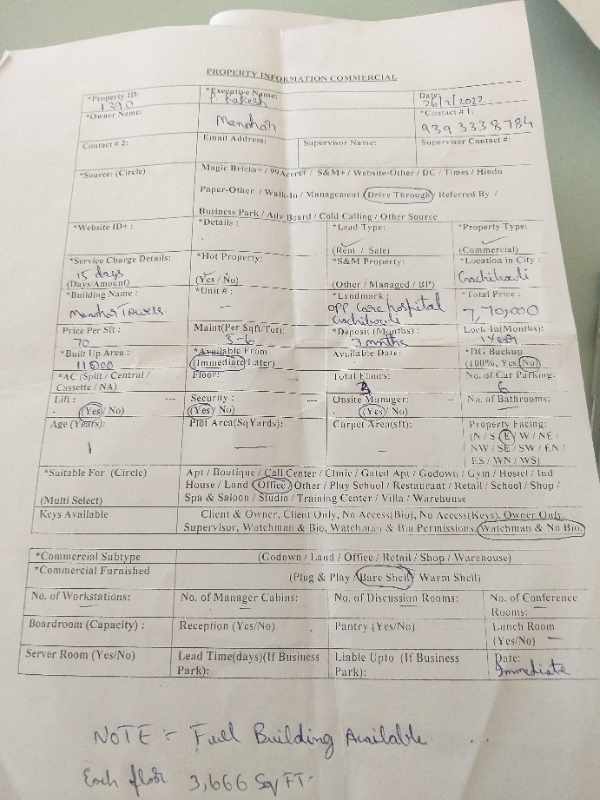 PROPERTY INFORMATION COMMERCIAL
*Property ID: 1390 *Executive Name: P. Rakesh Date: 26/7/2022
*Owner Name: Manohar *Contact # 1: 939 3338784
Contact # 2: Email Address: Supervisor Name: Supervisor Contact #:
*Source: (Circle) Magic Bricks+ / 99Acres+ / S&M+ / Website-Other / DC / Times / Hindu
Paper-Other / Walk-In / Management / Drive Through / Referred By /
Business Park / Adv Board / Cold Calling / Other Source
*Website ID+ : *Details : *Lead Type: (Rent / Sale) *Property Type: (Commercial)
*Service Charge Details: 15 days (Days Amount) *Hot Property: (Yes / No) *S&M Property: (Other / Managed / BP) *Location in City : Gachibouli
*Building Name : Manohar Towers *Unit # : - *Landmark : opp Care hospital Gachibouli *Total Price : 7,70,000
Price Per Sft : 70 Maint(Per Sqft/Tut): 5-6 *Deposit (Months) : 3 months Lock In(Months): 1 year
*Built Up Area : 11000 *Available From (Immediate / Later) Available Date: *DG Backup (100%, Yes, No)
*AC (Split / Central / Cassette / NA) Floor: Total Floors: 3 No. of Car Parking: 6
Lift : (Yes / No) Security : (Yes / No) Onsite Manager: (Yes / No) No. of Bathrooms: —
Age (Years): 1 Plot Area(SqYards): — Carpet Area(sft): — Property Facing: (N / S / E / W / NE / NW / SE / SW / EN / ES / WN / WS)
*Suitable For (Circle) Apt / Boutique / Call Center / Clinic / Gated Apt / Godown / Gym / Hostel / Ind
House / Land / Office / Other / Play School / Restaurant / Retail / School / Shop /
(Multi Select) Spa & Saloon / Studio / Training Center / Villa / Warehouse
Keys Available Client & Owner, Client Only, No Access(Bio), No Access(Keys), Owner Only,
Supervisor, Watchman & Bio, Watchman & Bio Permissions, Watchman & No Bio.
*Commercial Subtype (Godown / Land / Office / Retail / Shop / Warehouse)
*Commercial Furnished (Plug & Play / Bare Shell / Warm Shell)
No. of Workstations: — No. of Manager Cabins: — No. of Discussion Rooms: — No. of Conference Rooms: —
Boardroom (Capacity) : Reception (Yes/No) Pantry (Yes/No) Lunch Room (Yes/No) —
Server Room (Yes/No) Lead Time(days)(If Business Park): Liable Upto (If Business Park): Date: Immediate
NOTE :- Full Building Available
Each floor 3,666 Sq FT.